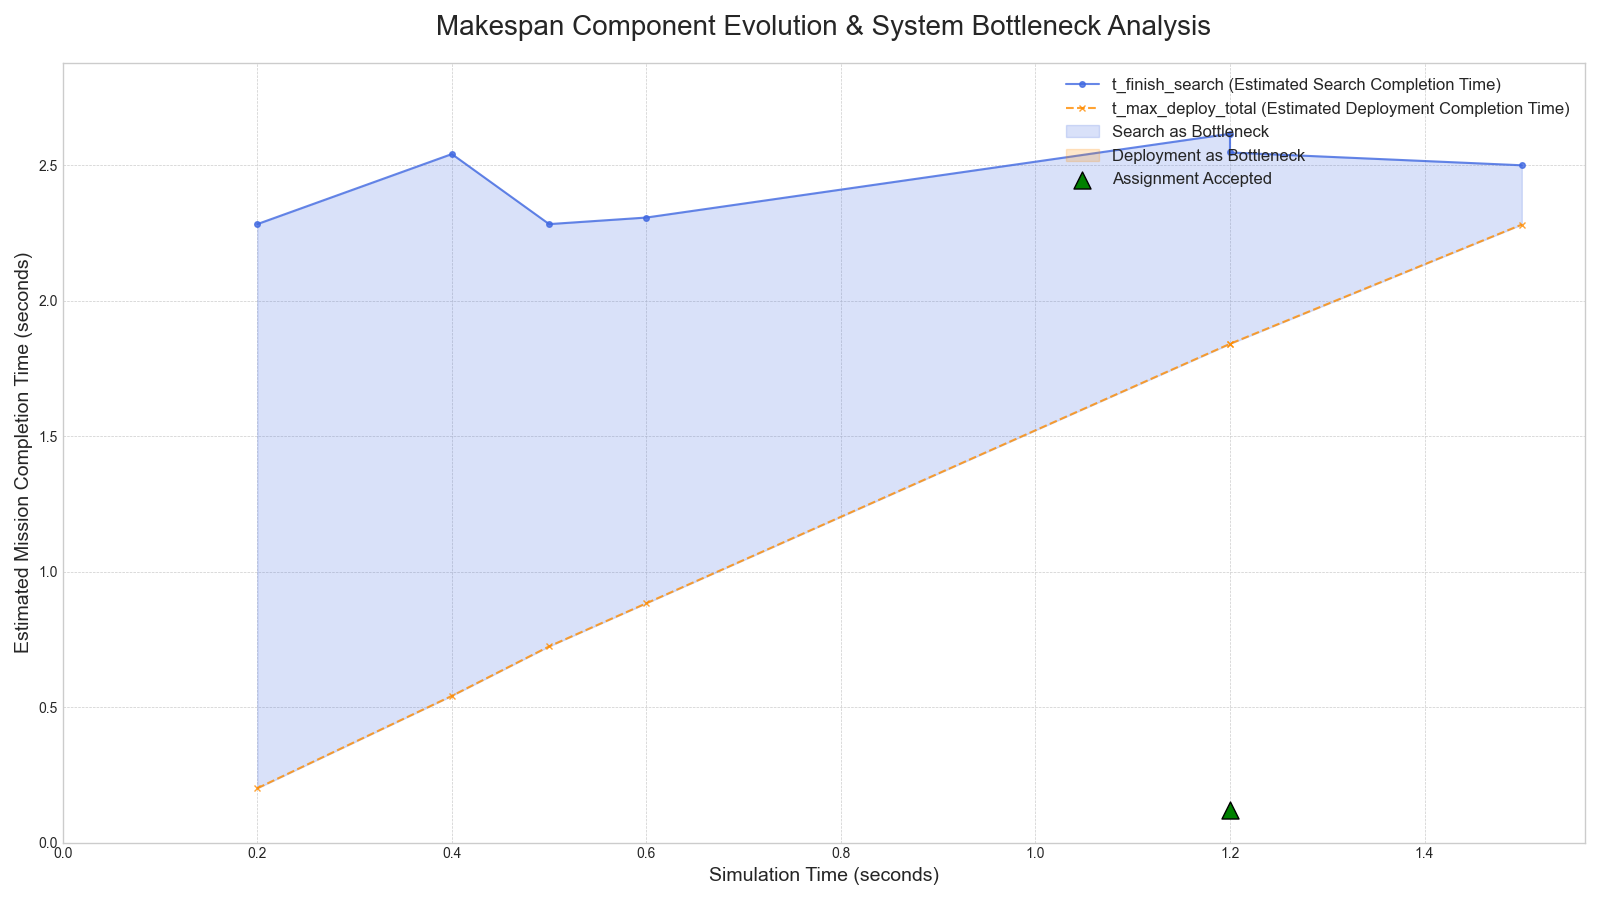 Makespan Component Evolution & System Bottleneck Analysis
t_finish_search (Estimated Search Completion Time)
t_max_deploy_total (Estimated Deployment Completion Time)
Search as Bottleneck
Deployment as Bottleneck
Assignment Accepted
Estimated Mission Completion Time (seconds)
2.5
2.0
1.5
1.0
0.5
0.0
0.0 0.2 0.4 0.6 0.8 1.0 1.2 1.4
Simulation Time (seconds)